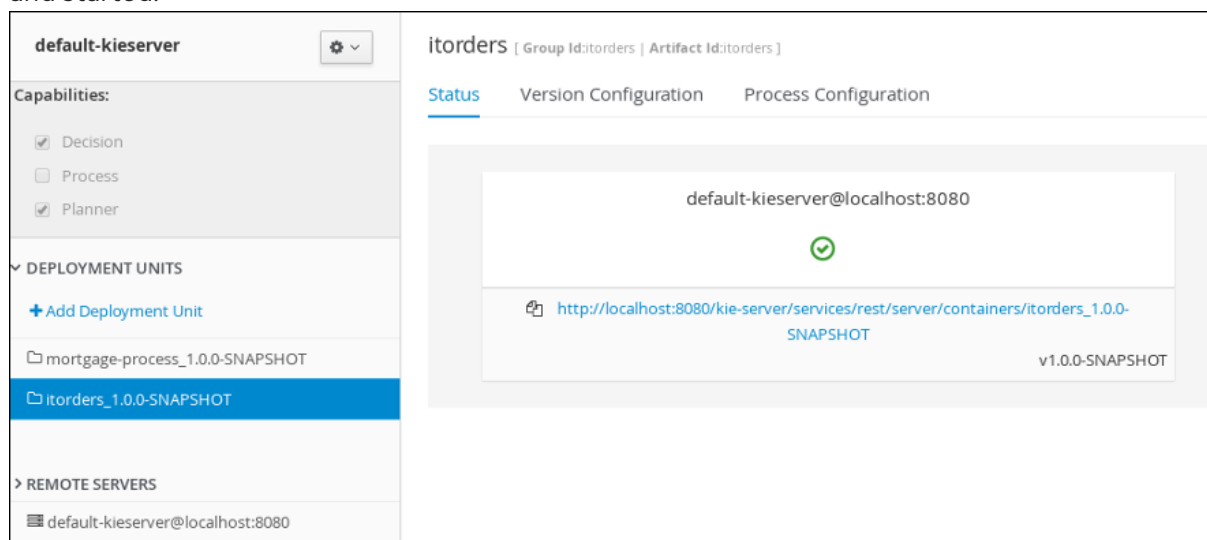 and started.
default-kieserver
Capabilities:
Decision
Process
Planner
DEPLOYMENT UNITS
+ Add Deployment Unit
mortgage-process_1.0.0-SNAPSHOT
itorders_1.0.0-SNAPSHOT
REMOTE SERVERS
default-kieserver@localhost:8080
itorders [ Group Id:itorders | Artifact Id:itorders ]
Status Version Configuration Process Configuration
default-kieserver@localhost:8080
http://localhost:8080/kie-server/services/rest/server/containers/itorders_1.0.0-
SNAPSHOT
v1.0.0-SNAPSHOT